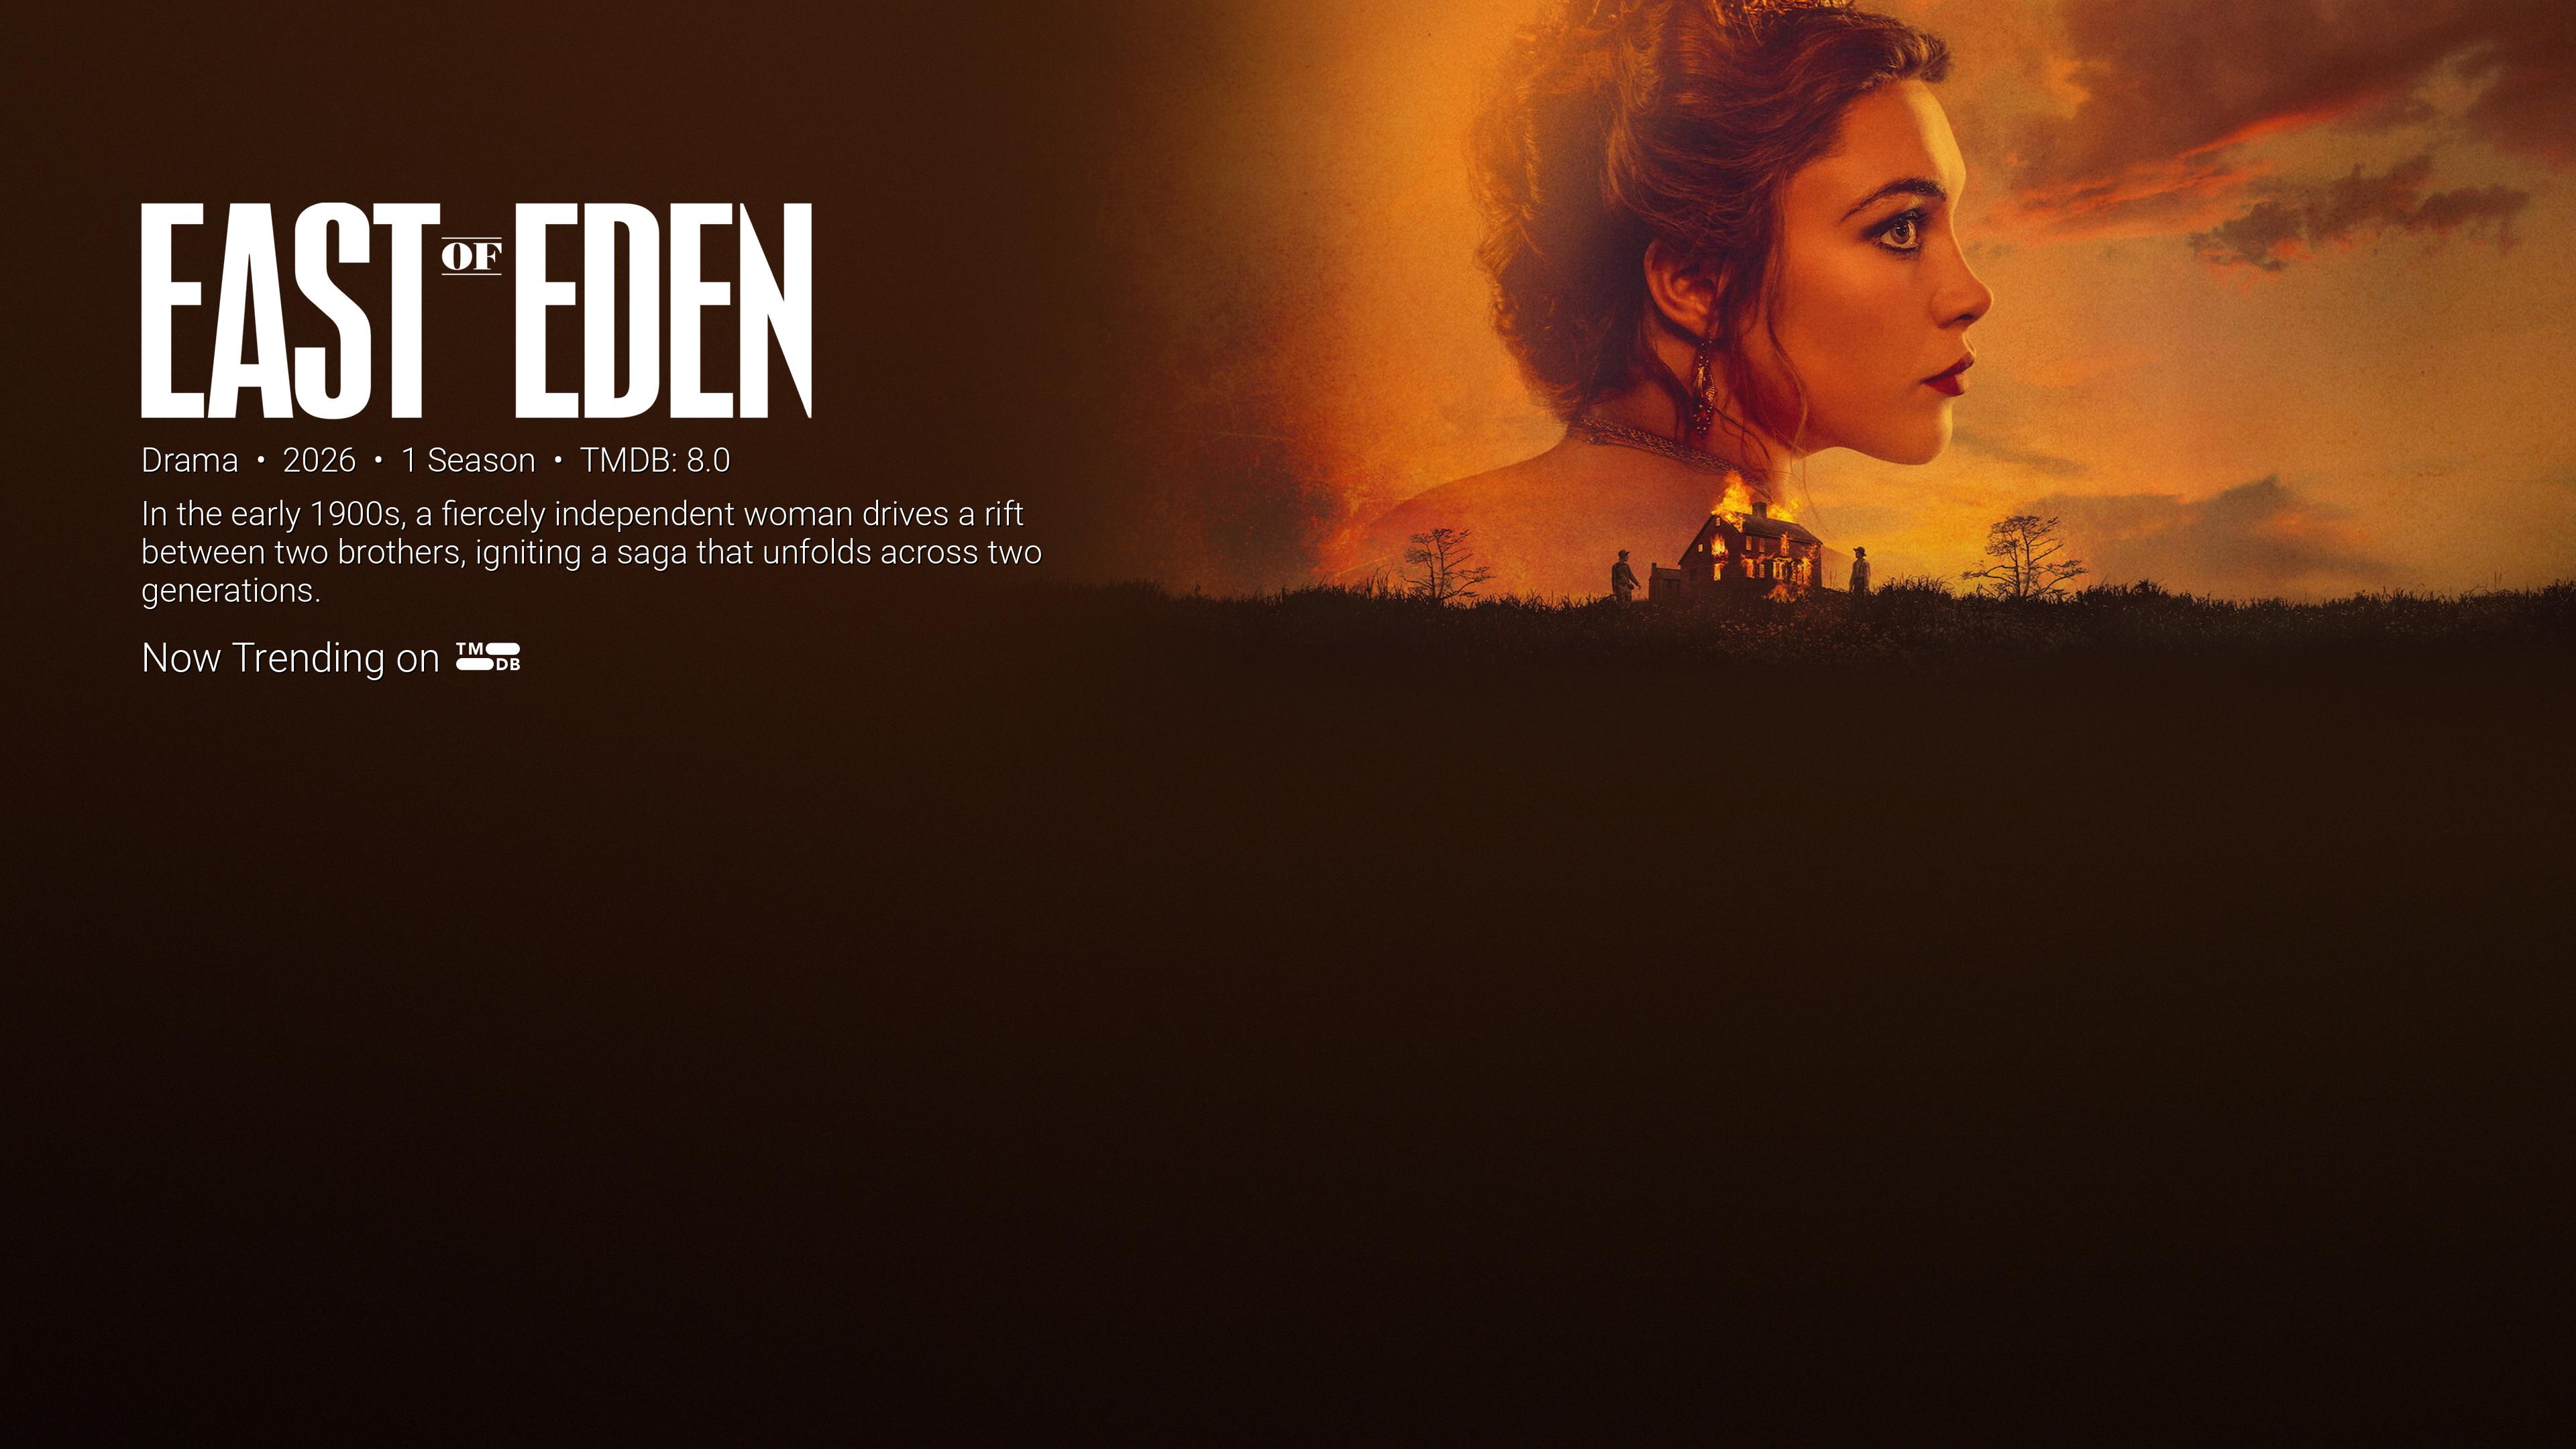 EAST OF EDEN
Drama • 2026 • 1 Season • TMDB: 8.0
In the early 1900s, a fiercely independent woman drives a rift
between two brothers, igniting a saga that unfolds across two
generations.
Now Trending on TMDB